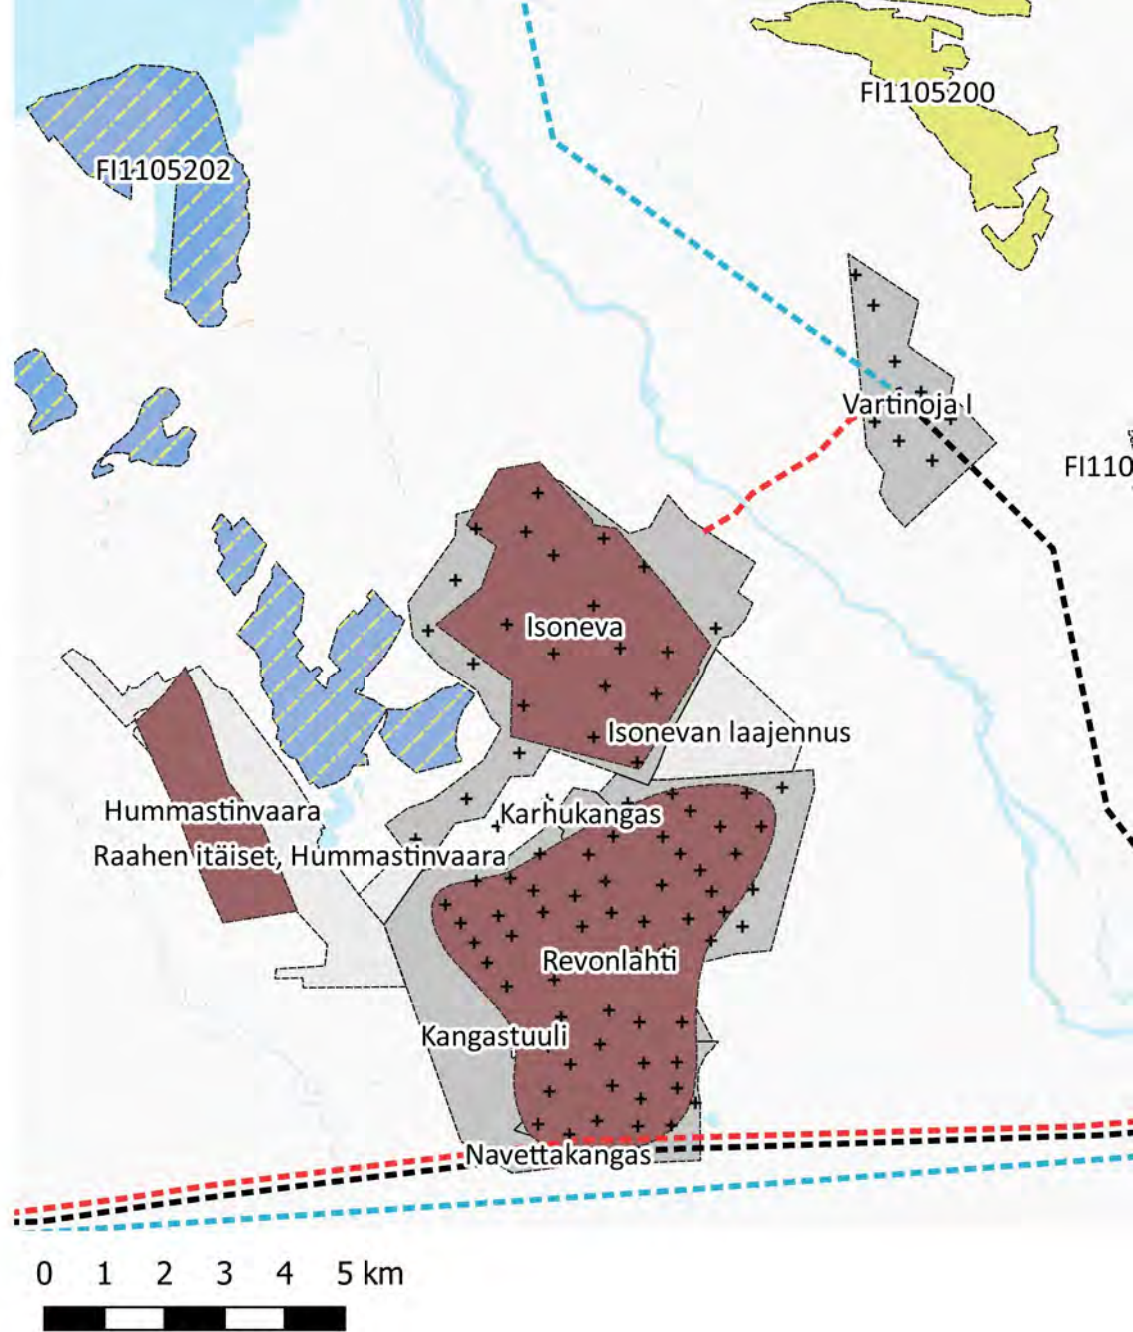 FI1105200
FI1105202
Vartinoja I
FI110
Isoneva
Isonevan laajennus
Hummastinvaara
Karhukangas
Raahen itäiset, Hummastinvaara
Revonlahti
Kangastuuli
Navettakangas
0 1 2 3 4 5 km